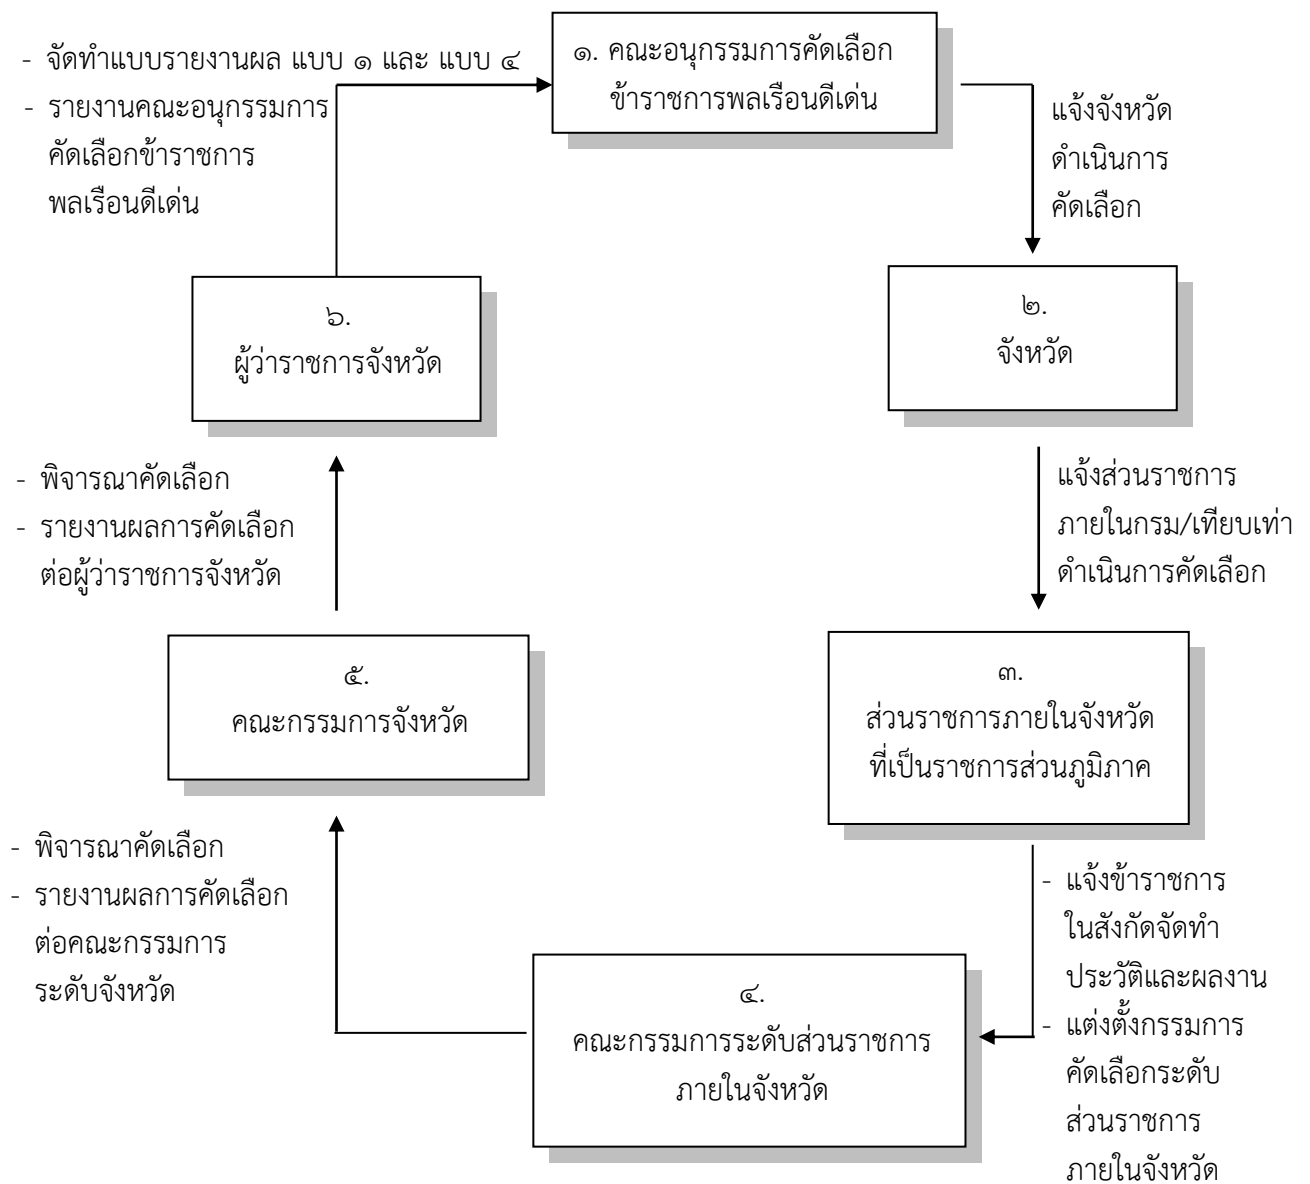 ๑. คณะอนุกรรมการคัดเลือก
ข้าราชการพลเรือนดีเด่น
แจ้งจังหวัด
ดำเนินการ
คัดเลือก
๒.
จังหวัด
แจ้งส่วนราชการ
ภายในกรม/เทียบเท่า
ดำเนินการคัดเลือก
๓.
ส่วนราชการภายในจังหวัด
ที่เป็นราชการส่วนภูมิภาค
- แจ้งข้าราชการ
ในสังกัดจัดทำ
ประวัติและผลงาน
- แต่งตั้งกรรมการ
คัดเลือกระดับ
ส่วนราชการ
ภายในจังหวัด
๔.
คณะกรรมการระดับส่วนราชการ
ภายในจังหวัด
- พิจารณาคัดเลือก
- รายงานผลการคัดเลือก
ต่อคณะกรรมการ
ระดับจังหวัด
๕.
คณะกรรมการจังหวัด
- พิจารณาคัดเลือก
- รายงานผลการคัดเลือก
ต่อผู้ว่าราชการจังหวัด
๖.
ผู้ว่าราชการจังหวัด
- จัดทำแบบรายงานผล แบบ ๑ และ แบบ ๔
- รายงานคณะอนุกรรมการ
คัดเลือกข้าราชการ
พลเรือนดีเด่น